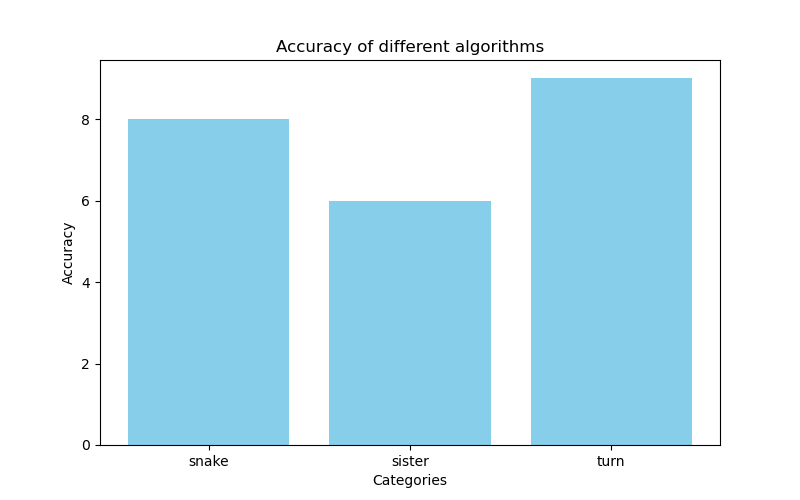 Accuracy of different algorithms
8
6
4
2
0
Accuracy
snake sister turn
Categories